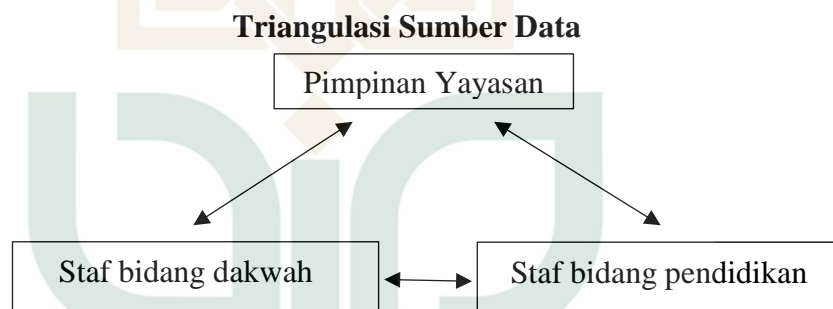 Triangulasi Sumber Data
Pimpinan Yayasan
Staf bidang dakwah
Staf bidang pendidikan